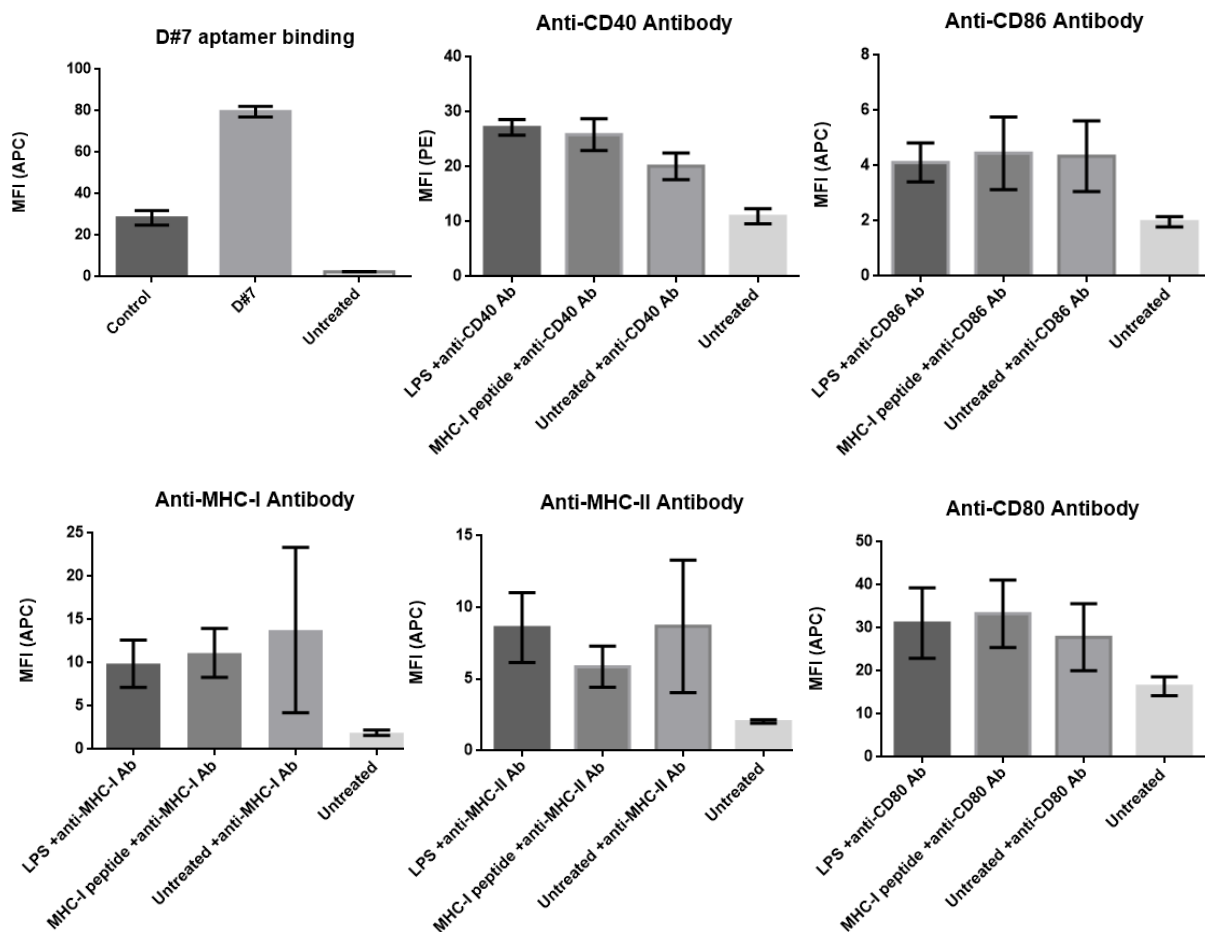 D#7 aptamer binding
MFI (APC)
100
80
60
40
20
0
Control
D#7
Untreated
Anti-CD40 Antibody
MFI (PE)
40
30
20
10
0
LPS +anti-CD40 Ab
MHC-I peptide +anti-CD40 Ab
Untreated +anti-CD40 Ab
Untreated
Anti-CD86 Antibody
MFI (APC)
8
6
4
2
0
LPS +anti-CD86 Ab
MHC-I peptide +anti-CD86 Ab
Untreated +anti-CD86 Ab
Untreated
Anti-MHC-I Antibody
MFI (APC)
25
20
15
10
5
0
LPS +anti-MHC-I Ab
MHC-I peptide +anti-MHC-I Ab
Untreated +anti-MHC-I Ab
Untreated
Anti-MHC-II Antibody
MFI (APC)
15
10
5
0
LPS +anti-MHC-II Ab
MHC-I peptide +anti-MHC-II Ab
Untreated +anti-MHC-II Ab
Untreated
Anti-CD80 Antibody
MFI (APC)
50
40
30
20
10
0
LPS +anti-CD80 Ab
MHC-I peptide +anti-CD80 Ab
Untreated +anti-CD80 Ab
Untreated